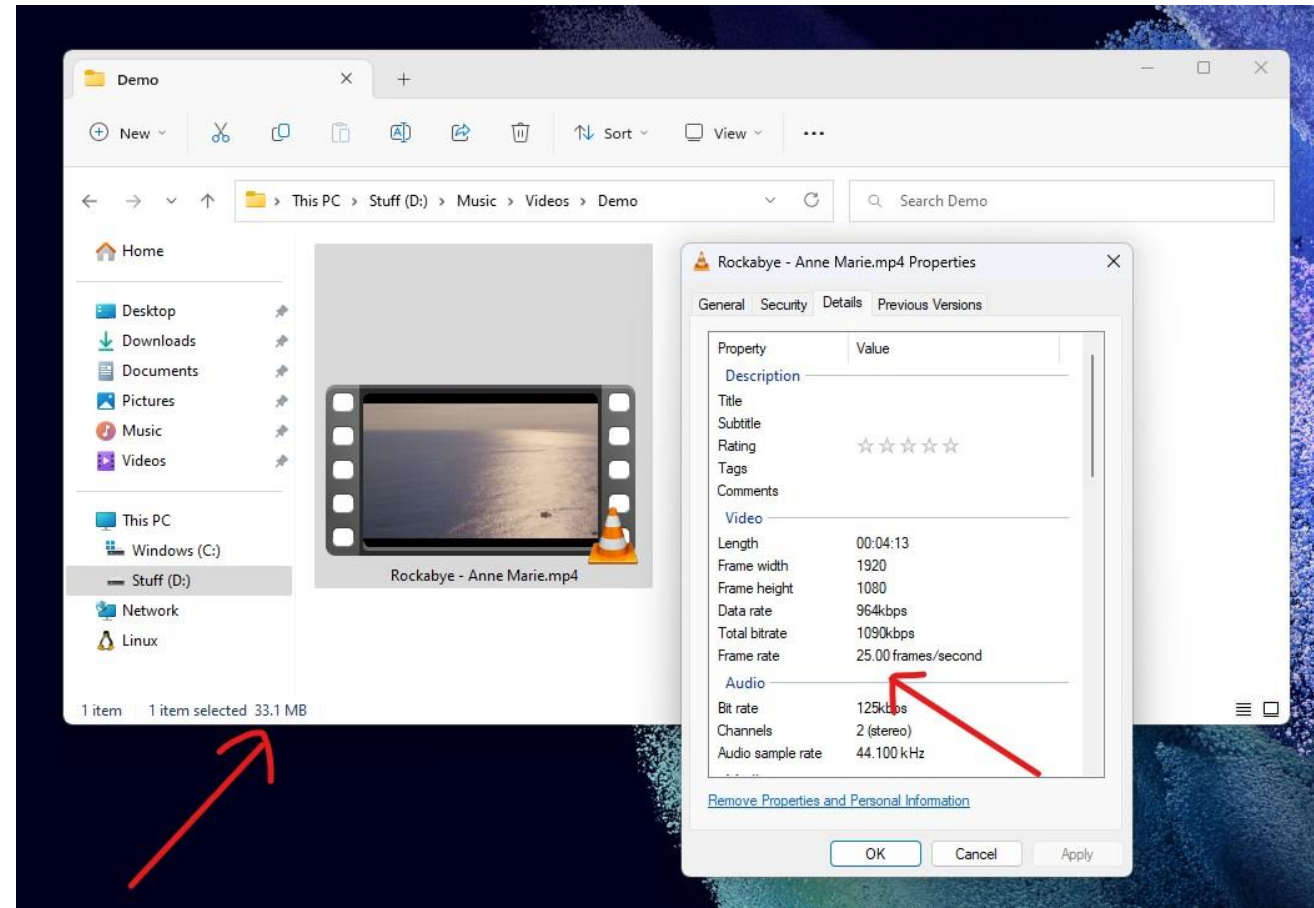 Demo
New
Sort
View
This PC > Stuff (D:) > Music > Videos > Demo
Search Demo
Home
Desktop
Downloads
Documents
Pictures
Music
Videos
This PC
Windows (C:)
Stuff (D:)
Network
Linux
Rockabye - Anne Marie.mp4
1 item 1 item selected 33.1 MB
Rockabye - Anne Marie.mp4 Properties
General Security Details Previous Versions
Property Value
Description
Title
Subtitle
Rating
Tags
Comments
Video
Length 00:04:13
Frame width 1920
Frame height 1080
Data rate 964kbps
Total bitrate 1090kbps
Frame rate 25.00 frames/second
Audio
Bit rate 125kbps
Channels 2 (stereo)
Audio sample rate 44.100 kHz
Remove Properties and Personal Information
OK Cancel Apply